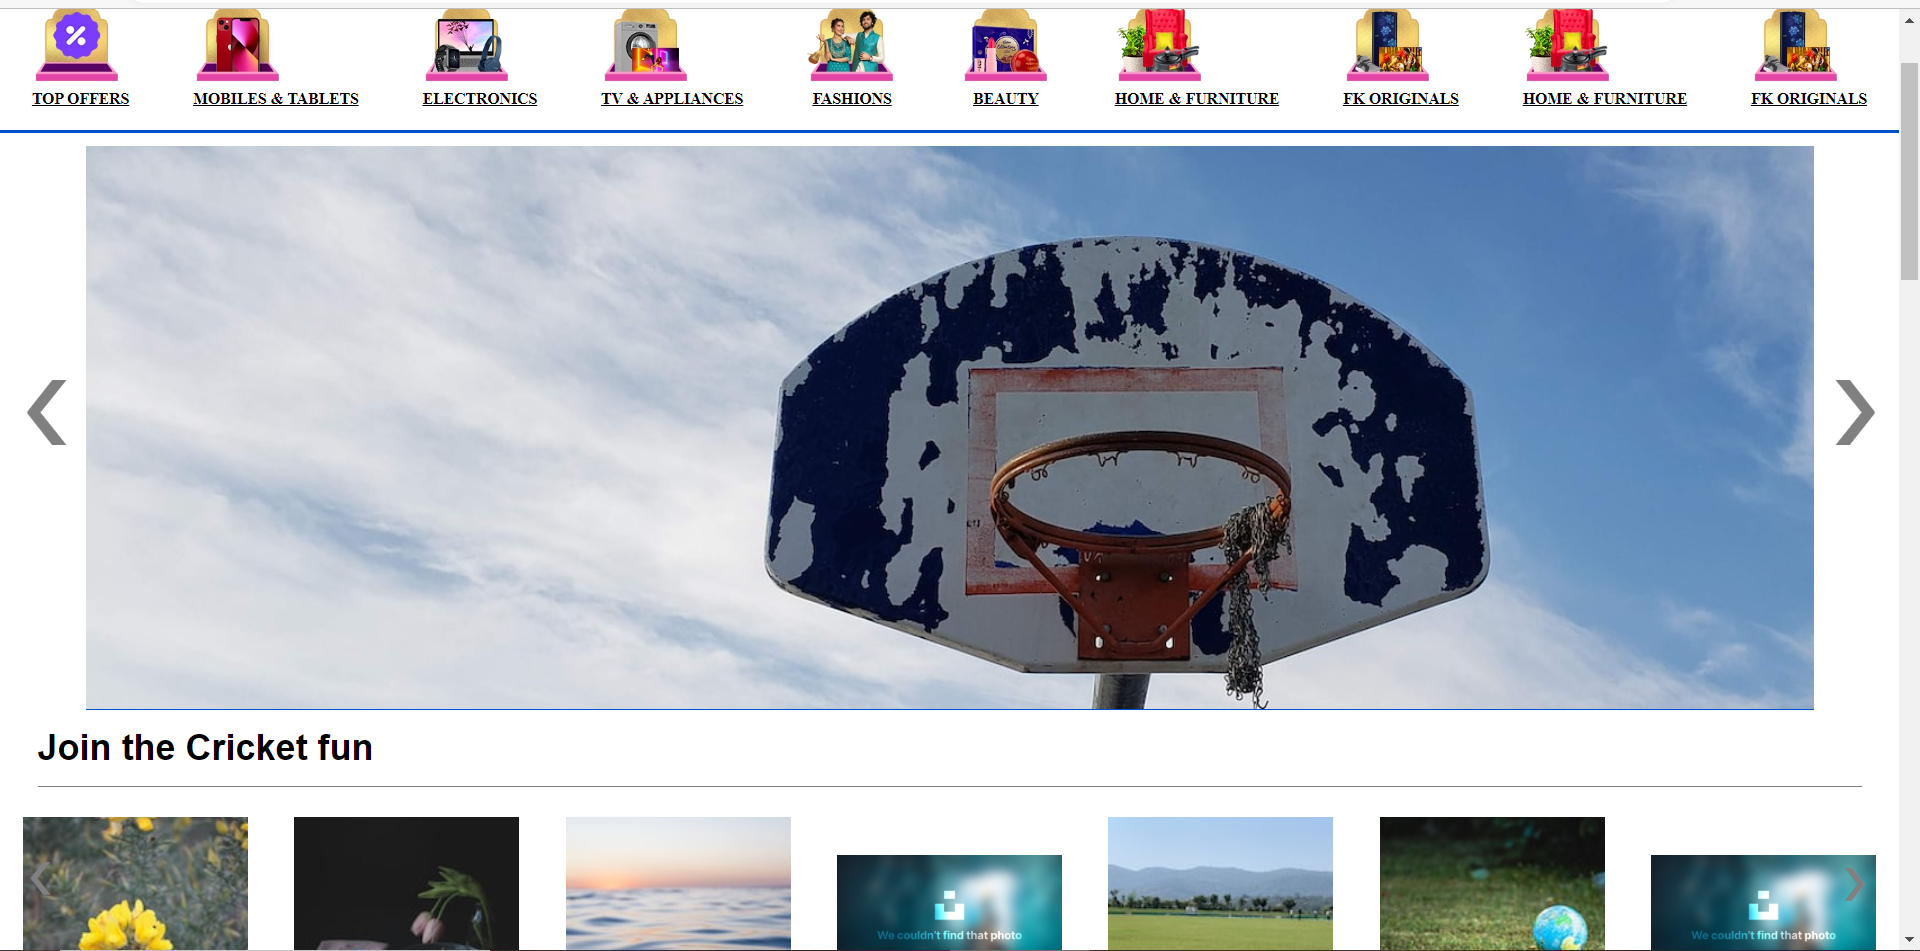 TOP OFFERS
MOBILES & TABLETS
ELECTRONICS
TV & APPLIANCES
FASHIONS
BEAUTY
HOME & FURNITURE
FK ORIGINALS
HOME & FURNITURE
FK ORIGINALS
Join the Cricket fun
We couldn't find that photo
We couldn't find that photo